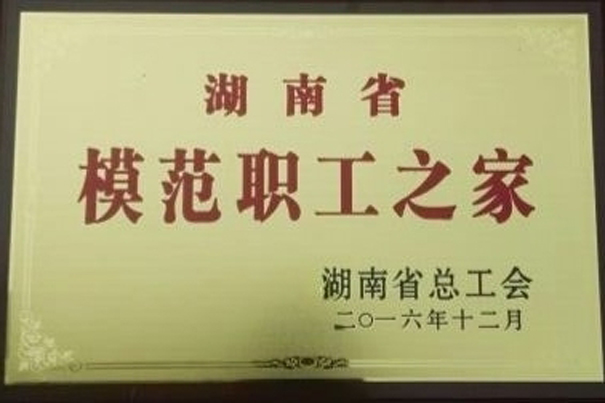 湖南省
模范职工之家
湖南省总工会
二〇一六年十二月